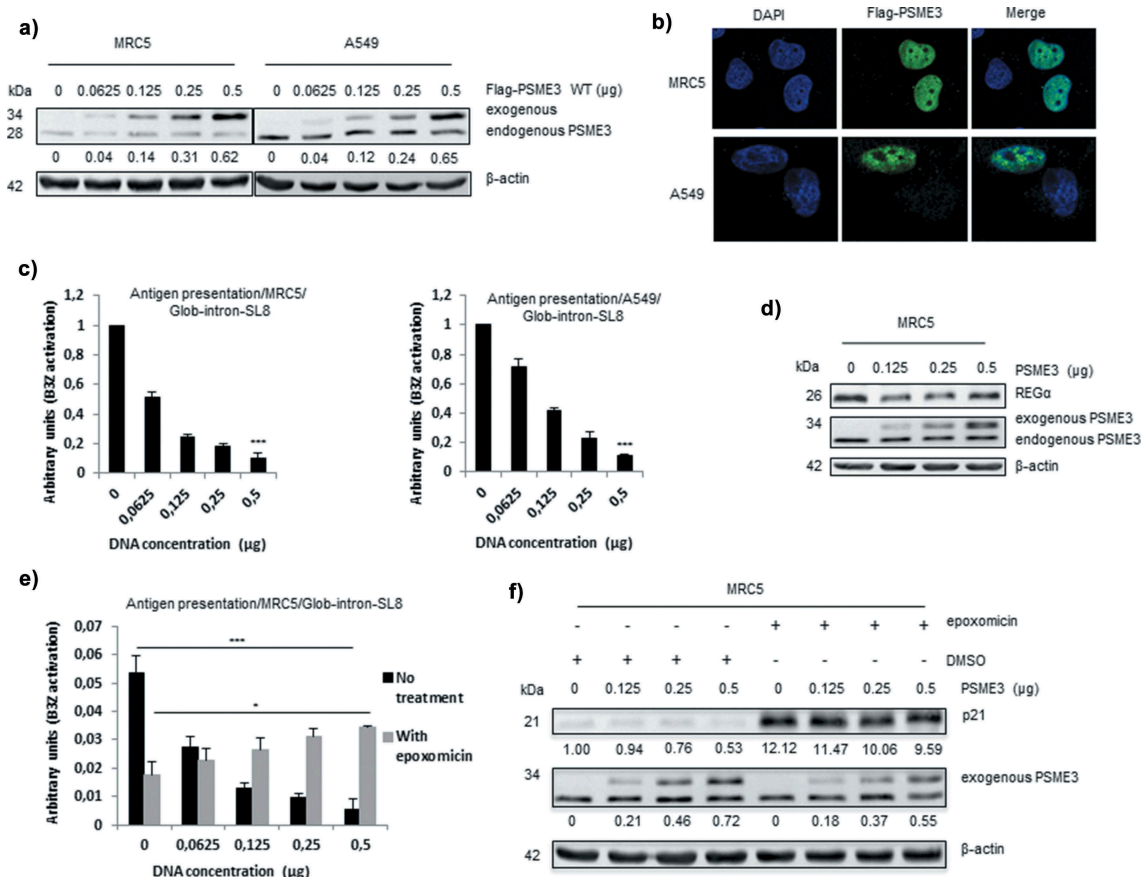 a)
MRC5
A549
kDa
0 0.0625 0.125 0.25 0.5 0 0.0625 0.125 0.25 0.5 Flag-PSME3 WT (µg)
34 exogenous
28 endogenous PSME3
0 0.04 0.14 0.31 0.62 0 0.04 0.12 0.24 0.65
42 β-actin
b)
DAPI Flag-PSME3 Merge
MRC5
A549
c)
Antigen presentation/MRC5/
Glob-intron-SL8
Arbitrary units (B3Z activation)
1,2
1
0,8
0,6
0,4
0,2
0
***
0 0,0625 0,125 0,25 0,5
DNA concentration (µg)
Antigen presentation/A549/
Glob-intron-SL8
Arbitrary units (B3Z activation)
1,2
1
0,8
0,6
0,4
0,2
0
***
0 0,0625 0,125 0,25 0,5
DNA concentration (µg)
d)
MRC5
kDa 0 0.125 0.25 0.5 PSME3 (µg)
26 REGα
34 exogenous PSME3
endogenous PSME3
42 β-actin
e)
Antigen presentation/MRC5/Glob-intron-SL8
Arbitrary units (B3Z activation)
0,07
0,06
0,05
0,04
0,03
0,02
0,01
0
***
*
No treatment
With epoxomicin
0 0,0625 0,125 0,25 0,5
DNA concentration (µg)
f)
MRC5
- - - - + + + + epoxomicin
+ + + + - - - - DMSO
kDa 0 0.125 0.25 0.5 0 0.125 0.25 0.5 PSME3 (µg)
21 p21
1.00 0.94 0.76 0.53 12.12 11.47 10.06 9.59
34 exogenous PSME3
0 0.21 0.46 0.72 0 0.18 0.37 0.55
42 β-actin